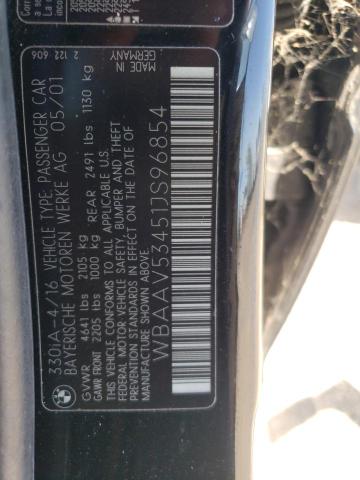 330iA-4/16 VEHICLE TYPE: PASSENGER CAR
BAYERISCHE MOTOREN WERKE AG 05/01
GVWR 4641 lbs 2105 kg
GAWR FRONT 2205 lbs 1000 kg REAR 2491 lbs 1130 kg
THIS VEHICLE CONFORMS TO ALL APPLICABLE
FEDERAL MOTOR VEHICLE SAFETY, BUMPER AND THEFT
PREVENTION STANDARDS IN EFFECT ON THE DATE OF
MANUFACTURE SHOWN ABOVE
WBAAV53451JS96854
MADE IN
GERMANY
2 122 606